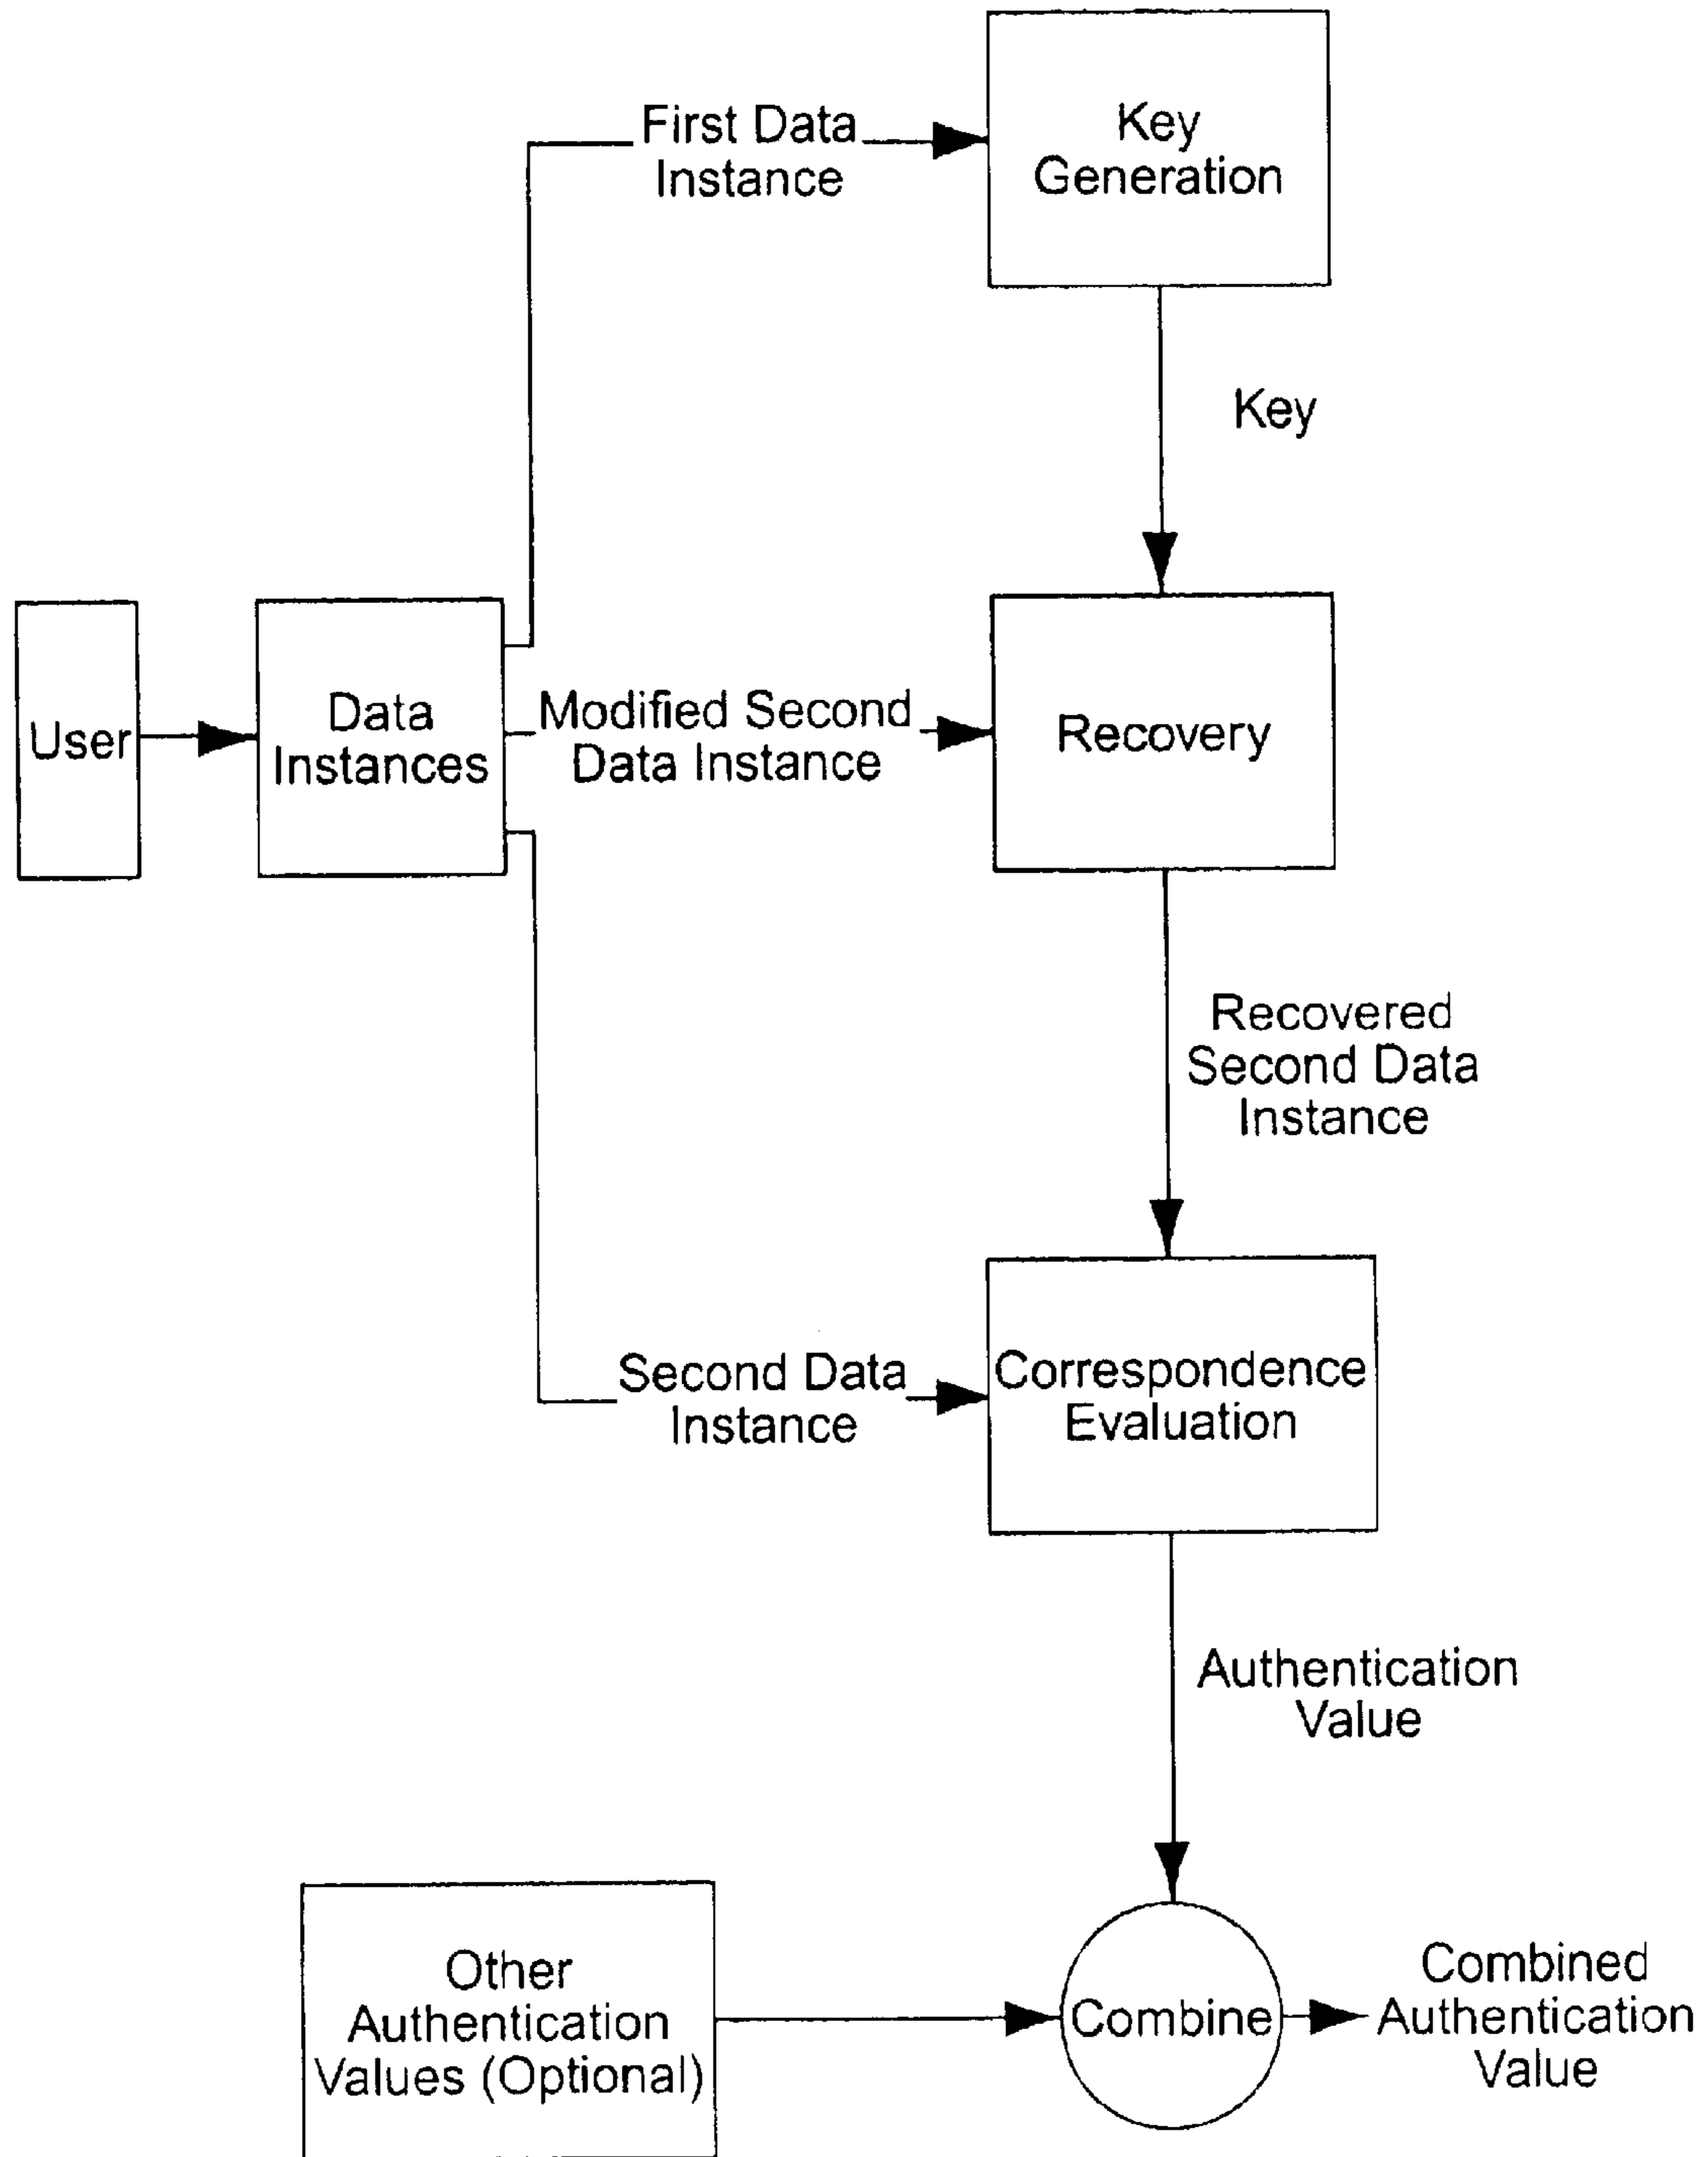 First Data
Instance
Key
Generation
Key
User
Data
Instances
Modified Second
Data Instance
Recovery
Recovered
Second Data
Instance
Second Data
Instance
Correspondence
Evaluation
Authentication
Value
Other
Authentication
Values (Optional)
Combine
Combined
Authentication
Value